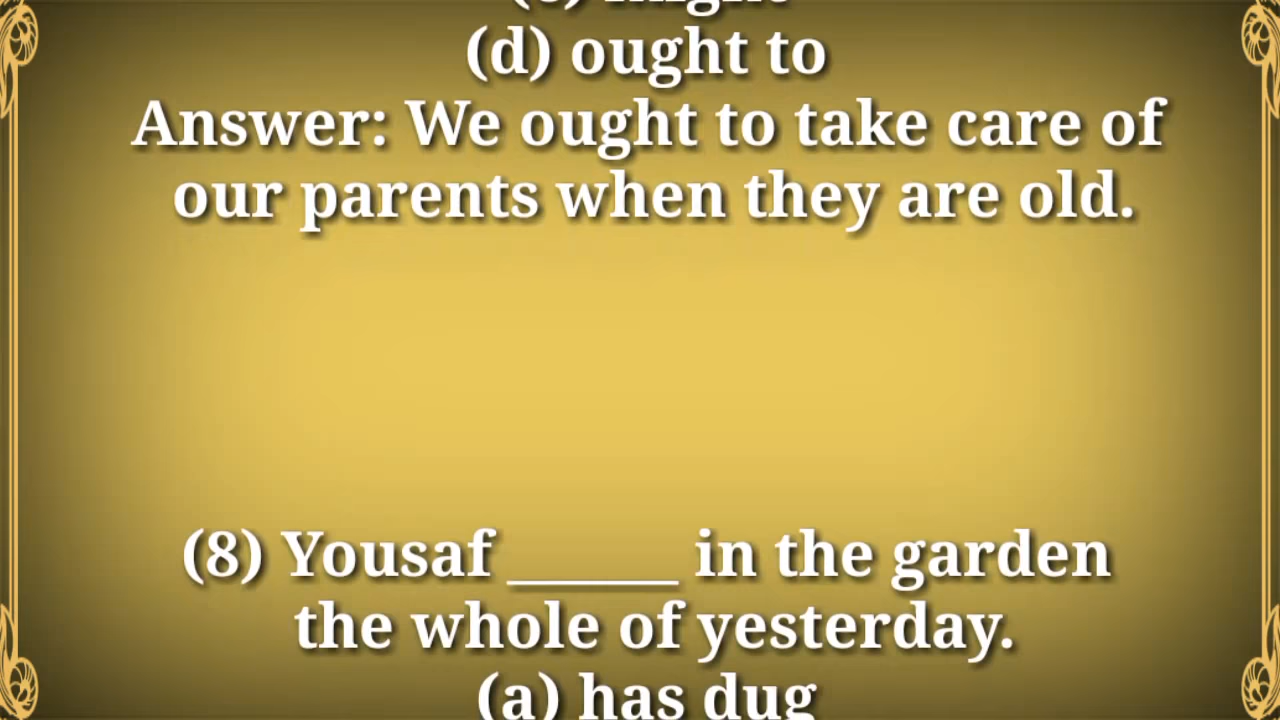 (d) ought to
Answer: We ought to take care of
our parents when they are old.
(8) Yousaf ______ in the garden
the whole of yesterday.
(a) has dug